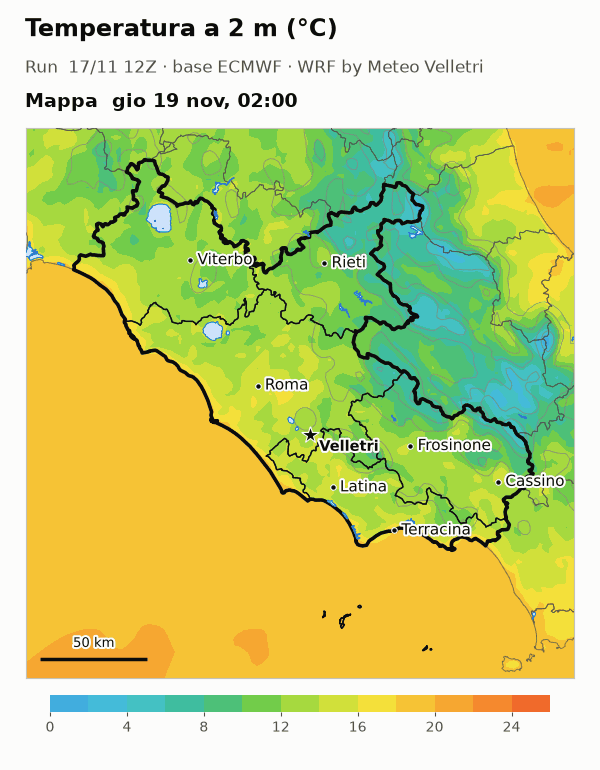 Temperatura a 2 m (°C)
Run  17/11 12Z · base ECMWF · WRF by Meteo Velletri
Mappa  gio 19 nov, 02:00
Viterbo
Rieti
Roma
Velletri
Frosinone
Cassino
Latina
Terracina
50 km
0 4 8 12 16 20 24